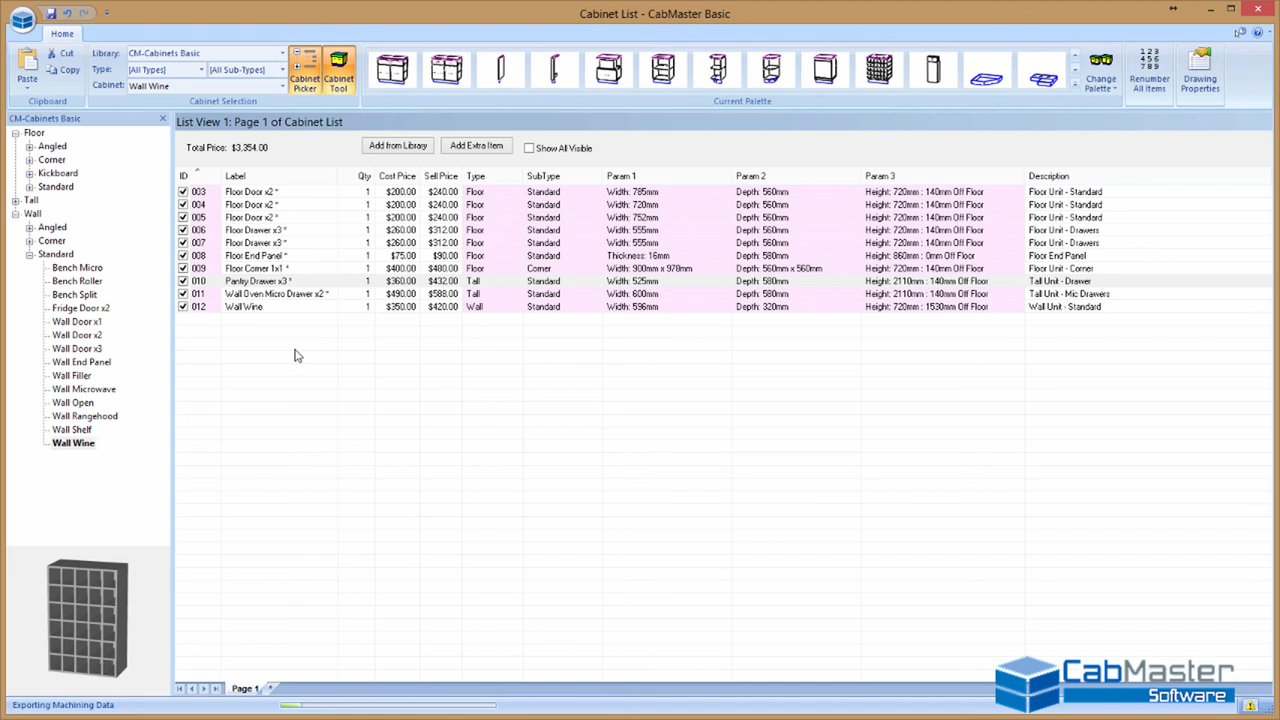 Cabinet List - CabMaster Basic
Home
Paste
Cut
Copy
Clipboard
Library: CM-Cabinets Basic
Type: [All Types] [All Sub-Types]
Cabinet: Wall Wine
Cabinet Selection
Cabinet Picker
Cabinet Tool
Current Palette
Change Palette
1 2 3
4 5 6
7 8 9
Renumber All Items
Drawing Properties
CM-Cabinets Basic
Floor
Angled
Corner
Kickboard
Standard
Tall
Wall
Angled
Corner
Standard
Bench Micro
Bench Roller
Bench Split
Fridge Door x2
Wall Door x1
Wall Door x2
Wall Door x3
Wall End Panel
Wall Filler
Wall Microwave
Wall Open
Wall Rangehood
Wall Shelf
Wall Wine
List View 1: Page 1 of Cabinet List
Total Price: $3,354.00 Add from Library Add Extra Item Show All Visible
ID Label Qty Cost Price Sell Price Type SubType Param 1 Param 2 Param 3 Description
003 Floor Door x2 * 1 $200.00 $240.00 Floor Standard Width: 785mm Depth: 560mm Height: 720mm : 140mm Off Floor Floor Unit - Standard
004 Floor Door x2 * 1 $200.00 $240.00 Floor Standard Width: 720mm Depth: 560mm Height: 720mm : 140mm Off Floor Floor Unit - Standard
005 Floor Door x2 * 1 $200.00 $240.00 Floor Standard Width: 752mm Depth: 560mm Height: 720mm : 140mm Off Floor Floor Unit - Standard
006 Floor Drawer x3 * 1 $260.00 $312.00 Floor Standard Width: 555mm Depth: 560mm Height: 720mm : 140mm Off Floor Floor Unit - Drawers
007 Floor Drawer x3 * 1 $260.00 $312.00 Floor Standard Width: 555mm Depth: 560mm Height: 720mm : 140mm Off Floor Floor Unit - Drawers
008 Floor End Panel * 1 $75.00 $90.00 Floor Standard Thickness: 16mm Depth: 580mm Height: 860mm : 0mm Off Floor Floor End Panel
009 Floor Corner 1x1 * 1 $400.00 $480.00 Floor Corner Width: 900mm x 978mm Depth: 560mm x 560mm Height: 720mm : 140mm Off Floor Floor Unit - Corner
010 Pantry Drawer x3 * 1 $360.00 $432.00 Tall Standard Width: 525mm Depth: 580mm Height: 2110mm : 140mm Off Floor Tall Unit - Drawer
011 Wall Oven Micro Drawer x2 * 1 $490.00 $588.00 Tall Standard Width: 600mm Depth: 580mm Height: 2110mm : 140mm Off Floor Tall Unit - Mic Drawers
012 Wall Wine 1 $350.00 $420.00 Wall Standard Width: 596mm Depth: 320mm Height: 720mm : 1530mm Off Floor Wall Unit - Standard
Page 1
Exporting Machining Data
CabMaster
Software